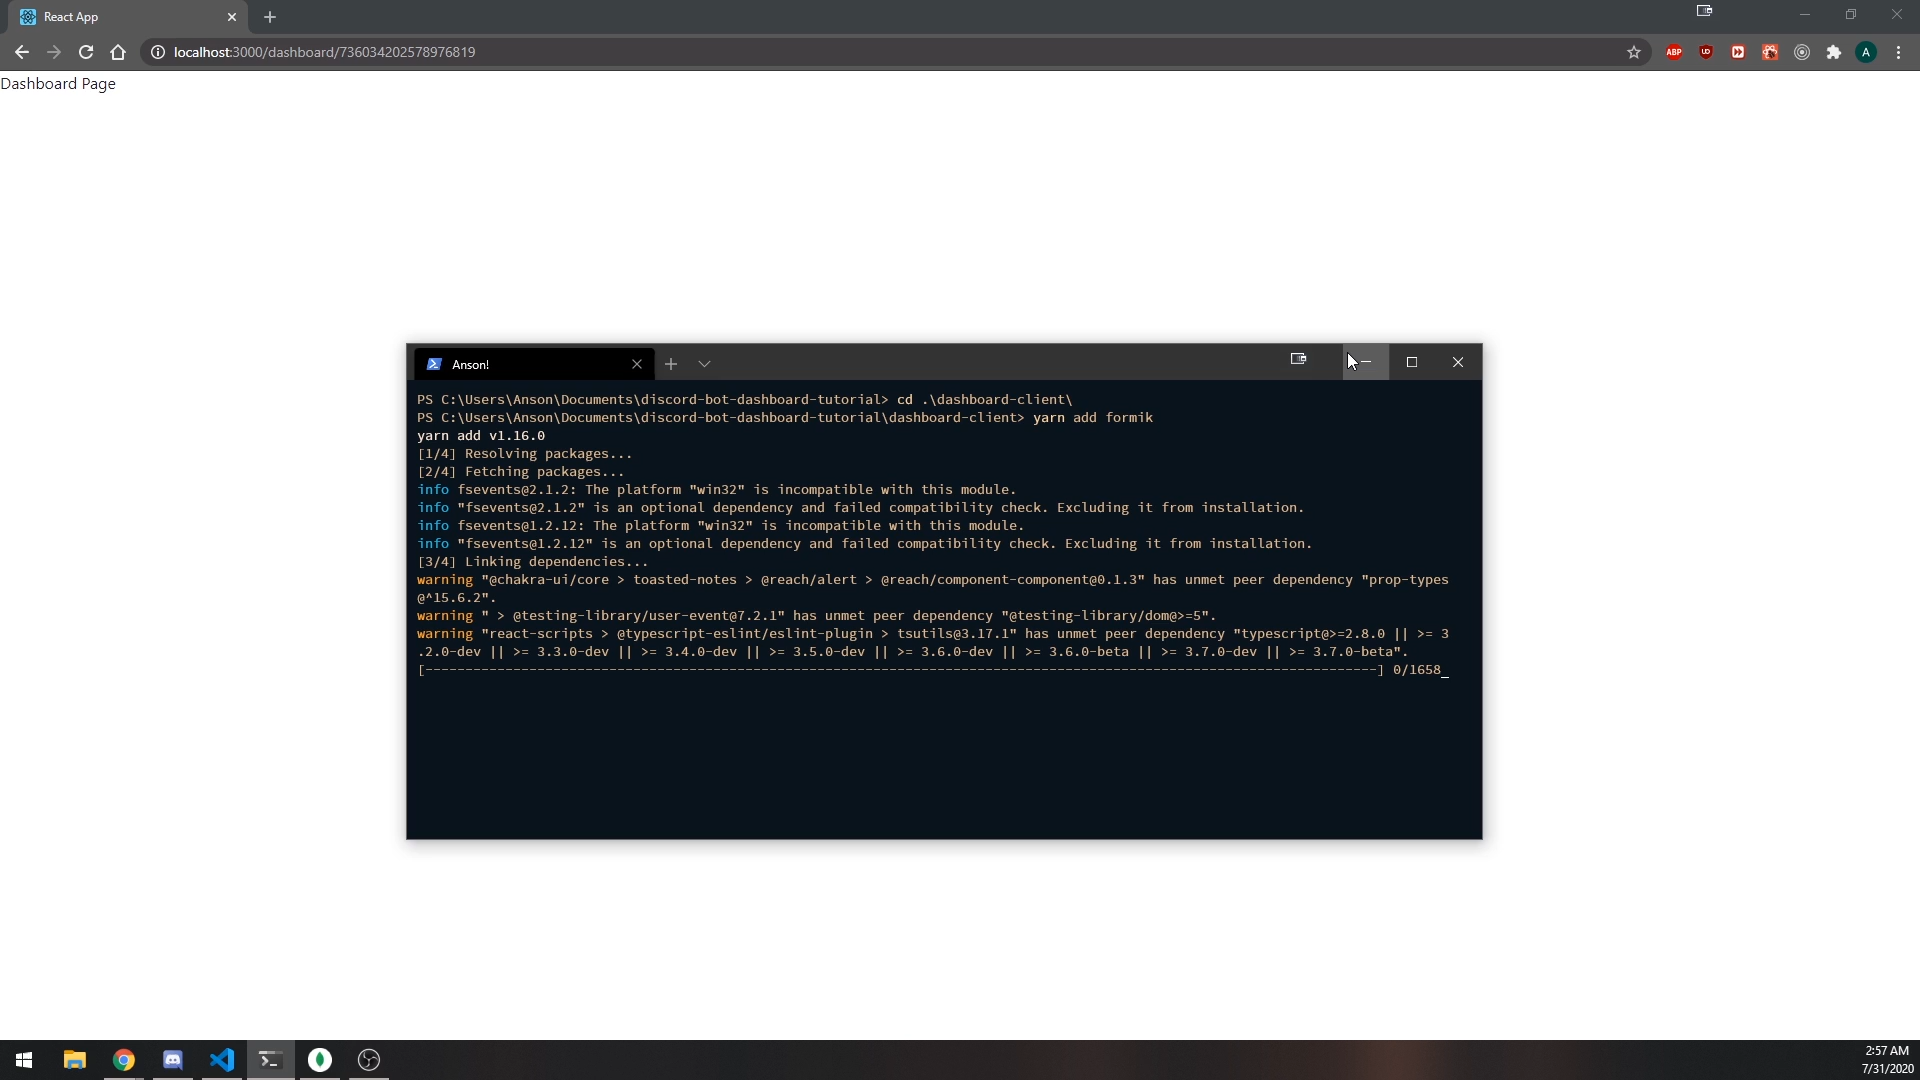 React App
localhost:3000/dashboard/736034202578976819
ABP
A
Dashboard Page
Anson!
PS C:\Users\Anson\Documents\discord-bot-dashboard-tutorial> cd .\dashboard-client\
PS C:\Users\Anson\Documents\discord-bot-dashboard-tutorial\dashboard-client> yarn add formik
yarn add v1.16.0
[1/4] Resolving packages...
[2/4] Fetching packages...
info fsevents@2.1.2: The platform "win32" is incompatible with this module.
info "fsevents@2.1.2" is an optional dependency and failed compatibility check. Excluding it from installation.
info fsevents@1.2.12: The platform "win32" is incompatible with this module.
info "fsevents@1.2.12" is an optional dependency and failed compatibility check. Excluding it from installation.
[3/4] Linking dependencies...
warning "@chakra-ui/core > toasted-notes > @reach/alert > @reach/component-component@0.1.3" has unmet peer dependency "prop-types
@^15.6.2".
warning " > @testing-library/user-event@7.2.1" has unmet peer dependency "@testing-library/dom@>=5".
warning "react-scripts > @typescript-eslint/eslint-plugin > tsutils@3.17.1" has unmet peer dependency "typescript@>=2.8.0 || >= 3
.2.0-dev || >= 3.3.0-dev || >= 3.4.0-dev || >= 3.5.0-dev || >= 3.6.0-dev || >= 3.6.0-beta || >= 3.7.0-dev || >= 3.7.0-beta".
[-----------------------------------------------------------------------------------------------------------------------] 0/1658_
2:57 AM
7/31/2020